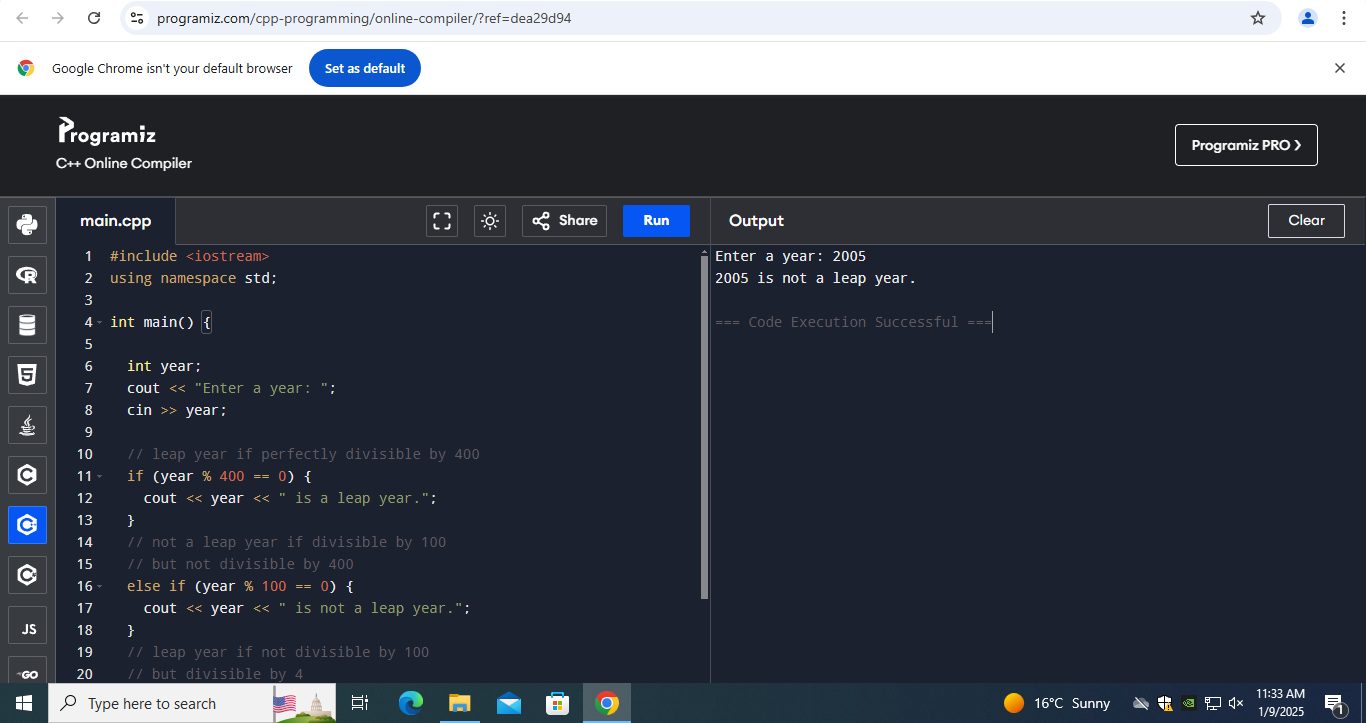 programiz.com/cpp-programming/online-compiler/?ref=dea29d94
Google Chrome isn't your default browser
Set as default
Programiz
C++ Online Compiler
Programiz PRO ❯
main.cpp
Share
Run
Output
Clear
1 #include <iostream>
2 using namespace std;
3
4 int main() {
5
6 int year;
7 cout << "Enter a year: ";
8 cin >> year;
9
10 // leap year if perfectly divisible by 400
11 if (year % 400 == 0) {
12 cout << year << " is a leap year.";
13 }
14 // not a leap year if divisible by 100
15 // but not divisible by 400
16 else if (year % 100 == 0) {
17 cout << year << " is not a leap year.";
18 }
19 // leap year if not divisible by 100
20 // but divisible by 4
Enter a year: 2005
2005 is not a leap year.
=== Code Execution Successful ===
R
5
C
C
C
JS
GO
Type here to search
16°C Sunny
11:33 AM
1/9/2025
1